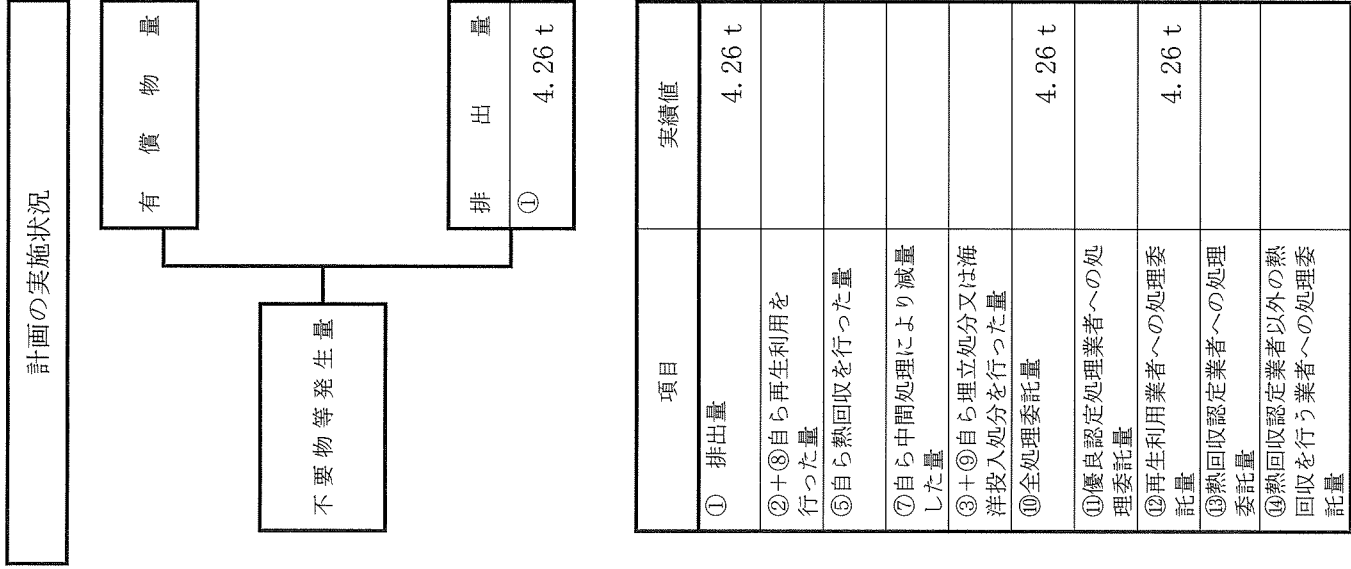 計画の実施状況
有償物量
不要物等発生量
排出量
① 4.26 t
項目 実績値
① 排出量 4.26 t
②+⑧自ら再生利用を
行った量
⑤自ら熱回収を行った量
⑦自ら中間処理により減量
した量
③+⑨自ら埋立処分又は海
洋投入処分を行った量
⑩全処理委託量 4.26 t
⑪優良認定処理業者への処
理委託量
⑫再生利用業者への処理委
託量 4.26 t
⑬熱回収認定業者への処理
委託量
⑭熱回収認定業者以外の熱
回収を行う業者への処理委
託量